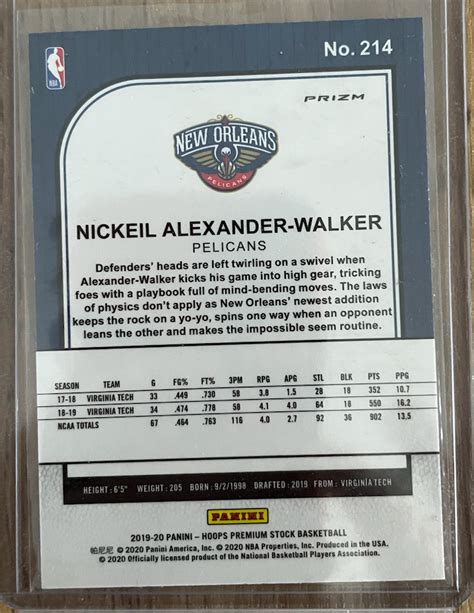 No. 214
NBA
PRIZM
NEW ORLEANS
PELICANS
NICKEIL ALEXANDER-WALKER
PELICANS
Defenders' heads are left twirling on a swivel when
Alexander-Walker kicks his game into high gear, tricking
foes with a playbook full of mind-bending moves. The laws
of physics don't apply as New Orleans' newest addition
keeps the rock on a yo-yo, spins one way when an opponent
leans the other and makes the impossible seem routine.
SEASON TEAM G FG% FT% 3PM RPG APG STL BLK PTS PPG
17-18 VIRGINIA TECH 33 .449 .730 58 3.8 1.5 28 18 352 10.7
18-19 VIRGINIA TECH 34 .474 .778 58 4.1 4.0 64 18 550 16.2
NCAA TOTALS 67 .464 .763 116 4.0 2.7 92 36 902 13.5
HEIGHT: 6'5" WEIGHT: 205 BORN: 9/2/1998 DRAFTED: 2019 FROM: VIRGINIA TECH
PANINI
2019-20 PANINI – HOOPS PREMIUM STOCK BASKETBALL
帕尼尼 © 2020 Panini America, Inc. © 2020 NBA Properties, Inc. Produced in the USA.
© 2020 Officially licensed product of the National Basketball Players Association.